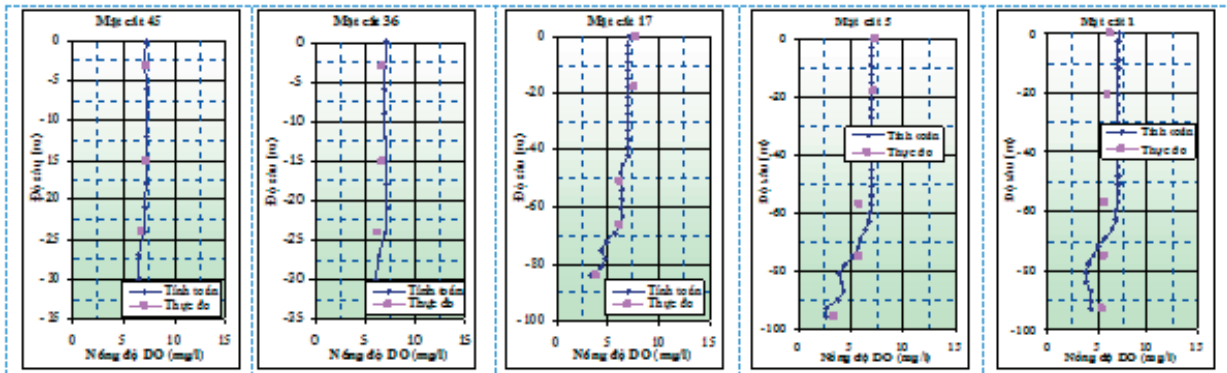 Mặt cắt 45
0
-5
-10
-15
-20
-25
-30
-35
Độ sâu (m)
Tính toán
Thực đo
0 5 10 15
Nồng độ DO (mg/l)
Mặt cắt 36
0
-5
-10
-15
-20
-25
-30
-35
Độ sâu (m)
Tính toán
Thực đo
0 5 10 15
Nồng độ DO (mg/l)
Mặt cắt 17
0
-20
-40
-60
-80
-100
Độ sâu (m)
Tính toán
Thực đo
0 5 10 15
Nồng độ DO (mg/l)
Mặt cắt 5
0
-20
-40
-60
-80
-100
Độ sâu (m)
Tính toán
Thực đo
0 5 10 15
Nồng độ DO (mg/l)
Mặt cắt 1
0
-20
-40
-60
-80
-100
Độ sâu (m)
Tính toán
Thực đo
0 5 10 15
Nồng độ DO (mg/l)